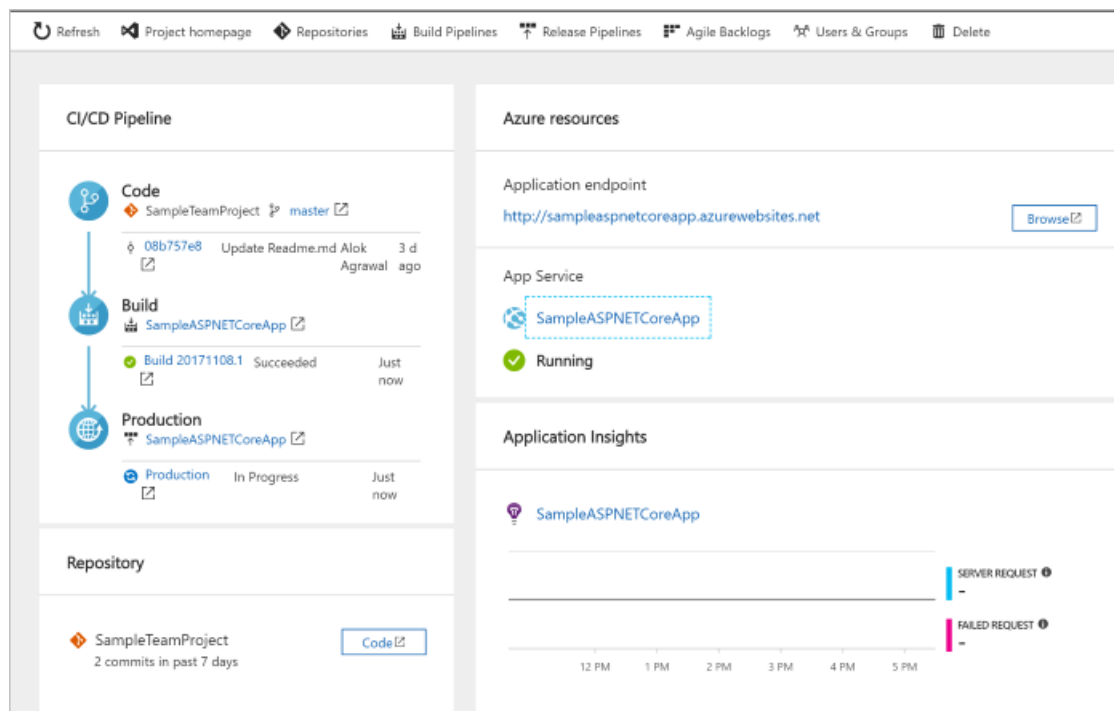 Refresh Project homepage Repositories Build Pipelines Release Pipelines Agile Backlogs Users & Groups Delete
CI/CD Pipeline
Code
SampleTeamProject master
08b757e8 Update Readme.md Alok 3 d
Agrawal ago
Build
SampleASPNETCoreApp
Build 20171108.1 Succeeded Just
now
Production
SampleASPNETCoreApp
Production In Progress Just
now
Repository
SampleTeamProject Code
2 commits in past 7 days
Azure resources
Application endpoint
http://sampleaspnetcoreapp.azurewebsites.net Browse
App Service
SampleASPNETCoreApp
Running
Application Insights
SampleASPNETCoreApp
SERVER REQUEST
-
FAILED REQUEST
-
12 PM 1 PM 2 PM 3 PM 4 PM 5 PM